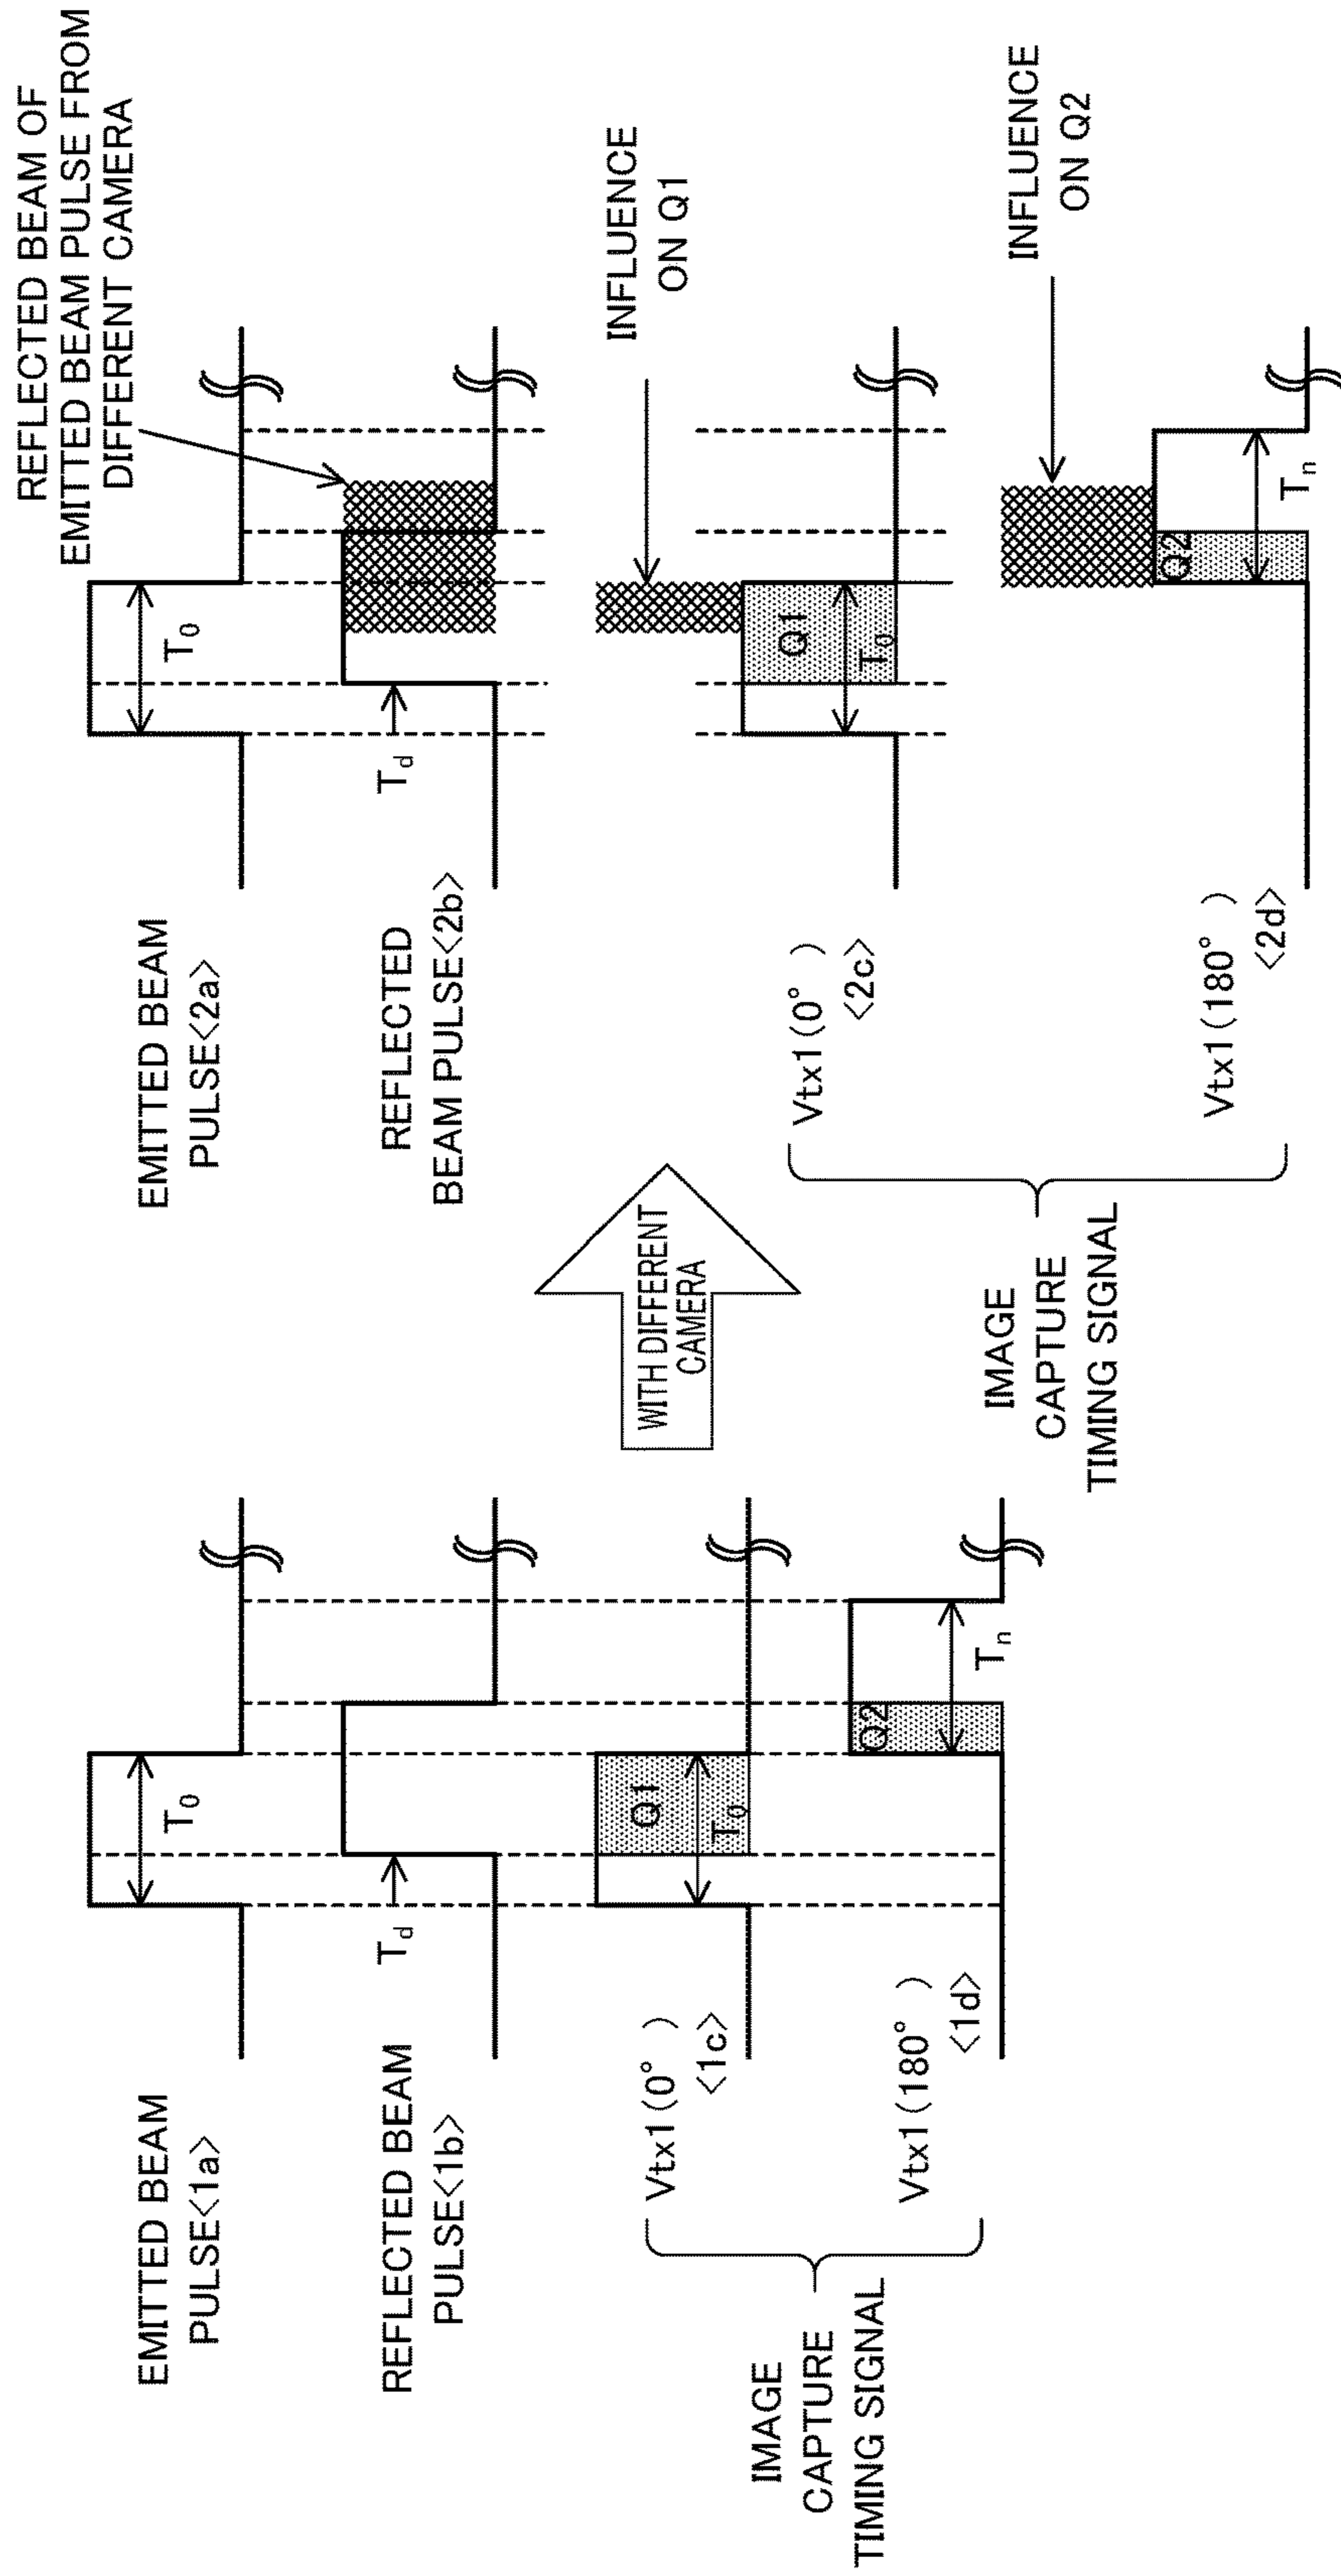 EMITTED BEAM
PULSE<1a>
T0
REFLECTED BEAM
PULSE<1b>
Td
IMAGE
CAPTURE
TIMING SIGNAL
Vtx1(0° )
<1c>
Q1
T0
Vtx1(180° )
<1d>
Q2
Tn
WITH DIFFERENT
CAMERA
EMITTED BEAM
PULSE<2a>
T0
REFLECTED BEAM OF
EMITTED BEAM PULSE FROM
DIFFERENT CAMERA
REFLECTED
BEAM PULSE<2b>
Td
INFLUENCE
ON Q1
IMAGE
CAPTURE
TIMING SIGNAL
Vtx1(0° )
<2c>
Q1
T0
INFLUENCE
ON Q2
Vtx1(180° )
<2d>
Q2
Tn